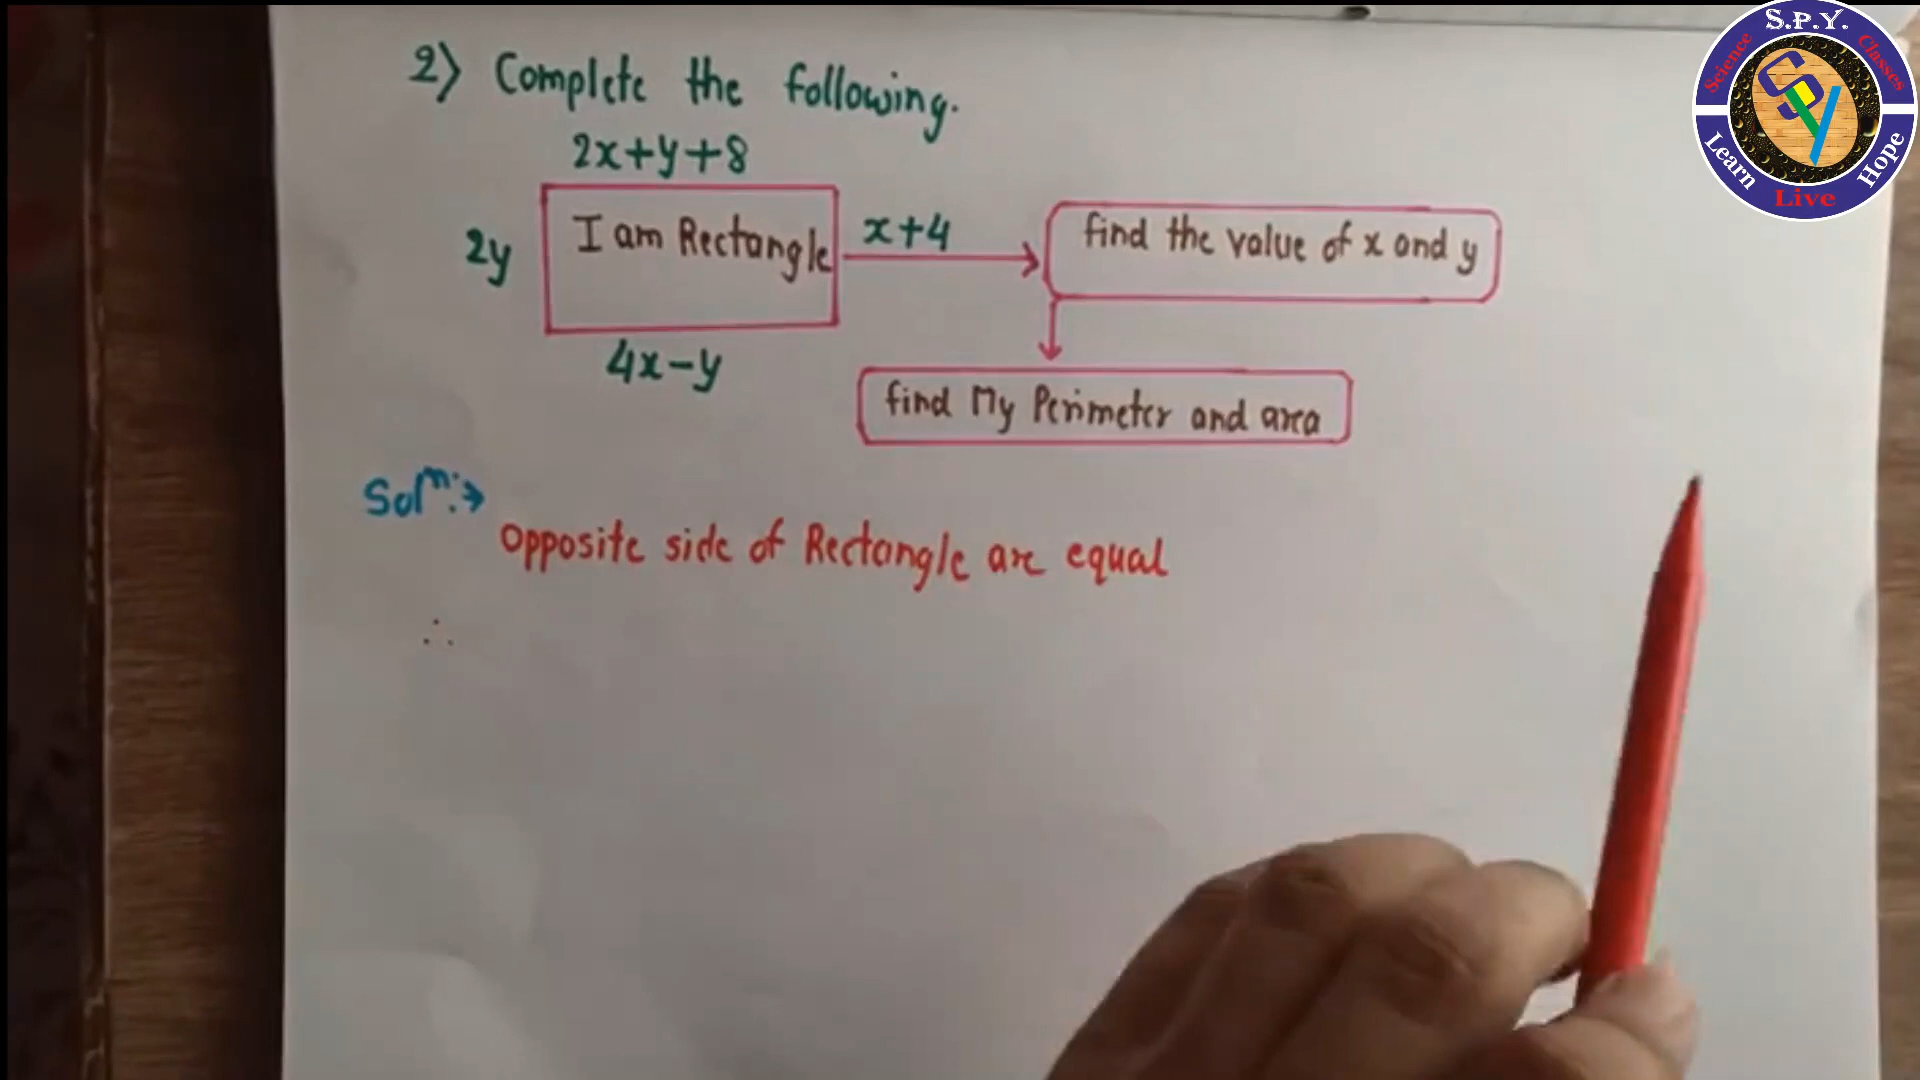 2) Complete the following.
2x+y+8
2y
I am Rectangle
x+4
find the value of x and y
4x-y
find My Perimeter and area
Solⁿ:→
Opposite side of Rectangle are equal
∴
S.P.Y.
Science
Classes
SPY
Learn
Live
Hope